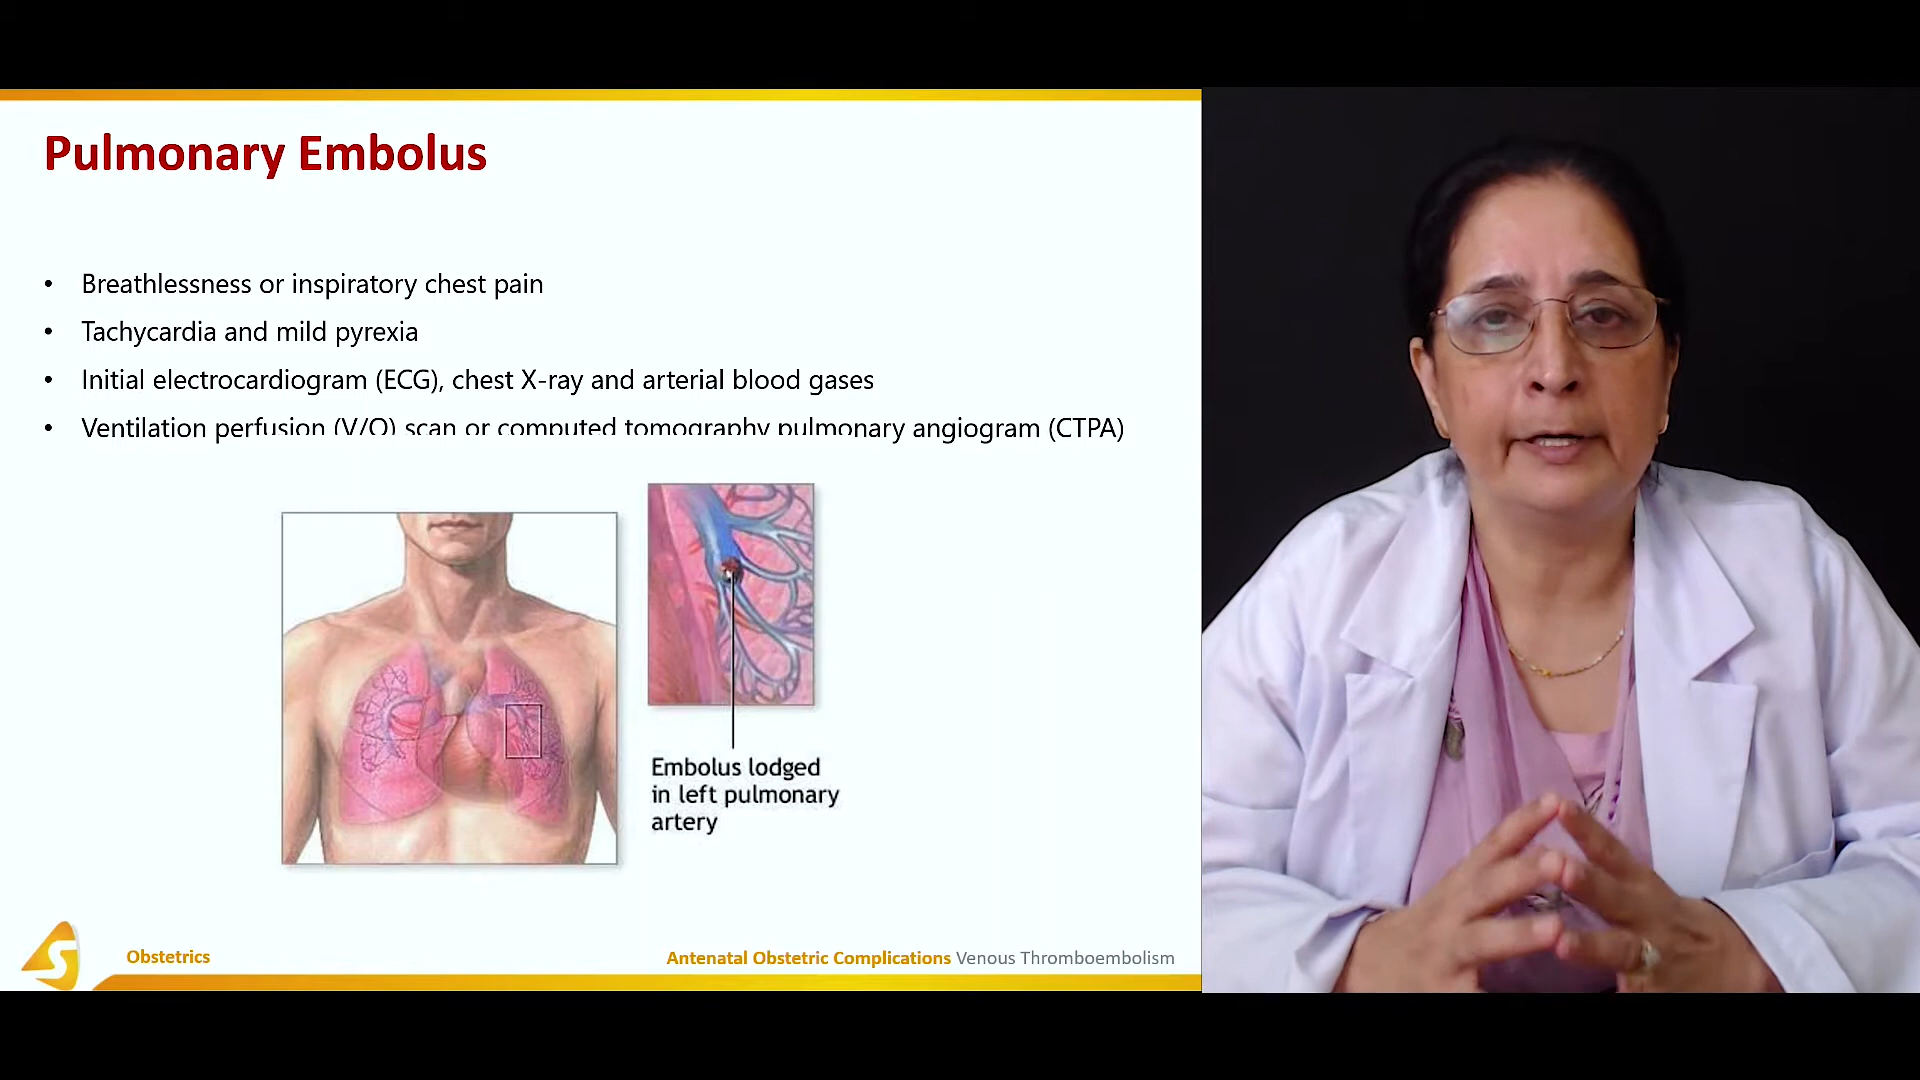 Pulmonary Embolus
• Breathlessness or inspiratory chest pain
• Tachycardia and mild pyrexia
• Initial electrocardiogram (ECG), chest X-ray and arterial blood gases
• Ventilation perfusion (V/Q) scan or computed tomography pulmonary angiogram (CTPA)
Embolus lodged
in left pulmonary
artery
S
Obstetrics
Antenatal Obstetric Complications Venous Thromboembolism